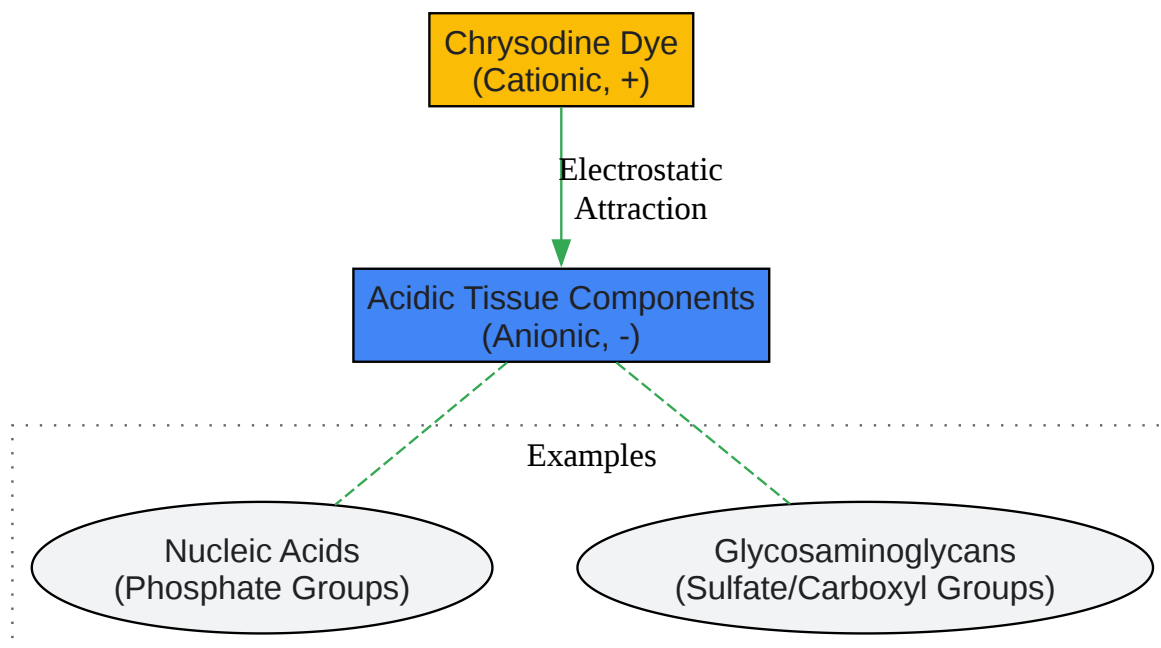 Chrysodine Dye
(Cationic, +)
Electrostatic
Attraction
Acidic Tissue Components
(Anionic, -)
Examples
Nucleic Acids
(Phosphate Groups)
Glycosaminoglycans
(Sulfate/Carboxyl Groups)